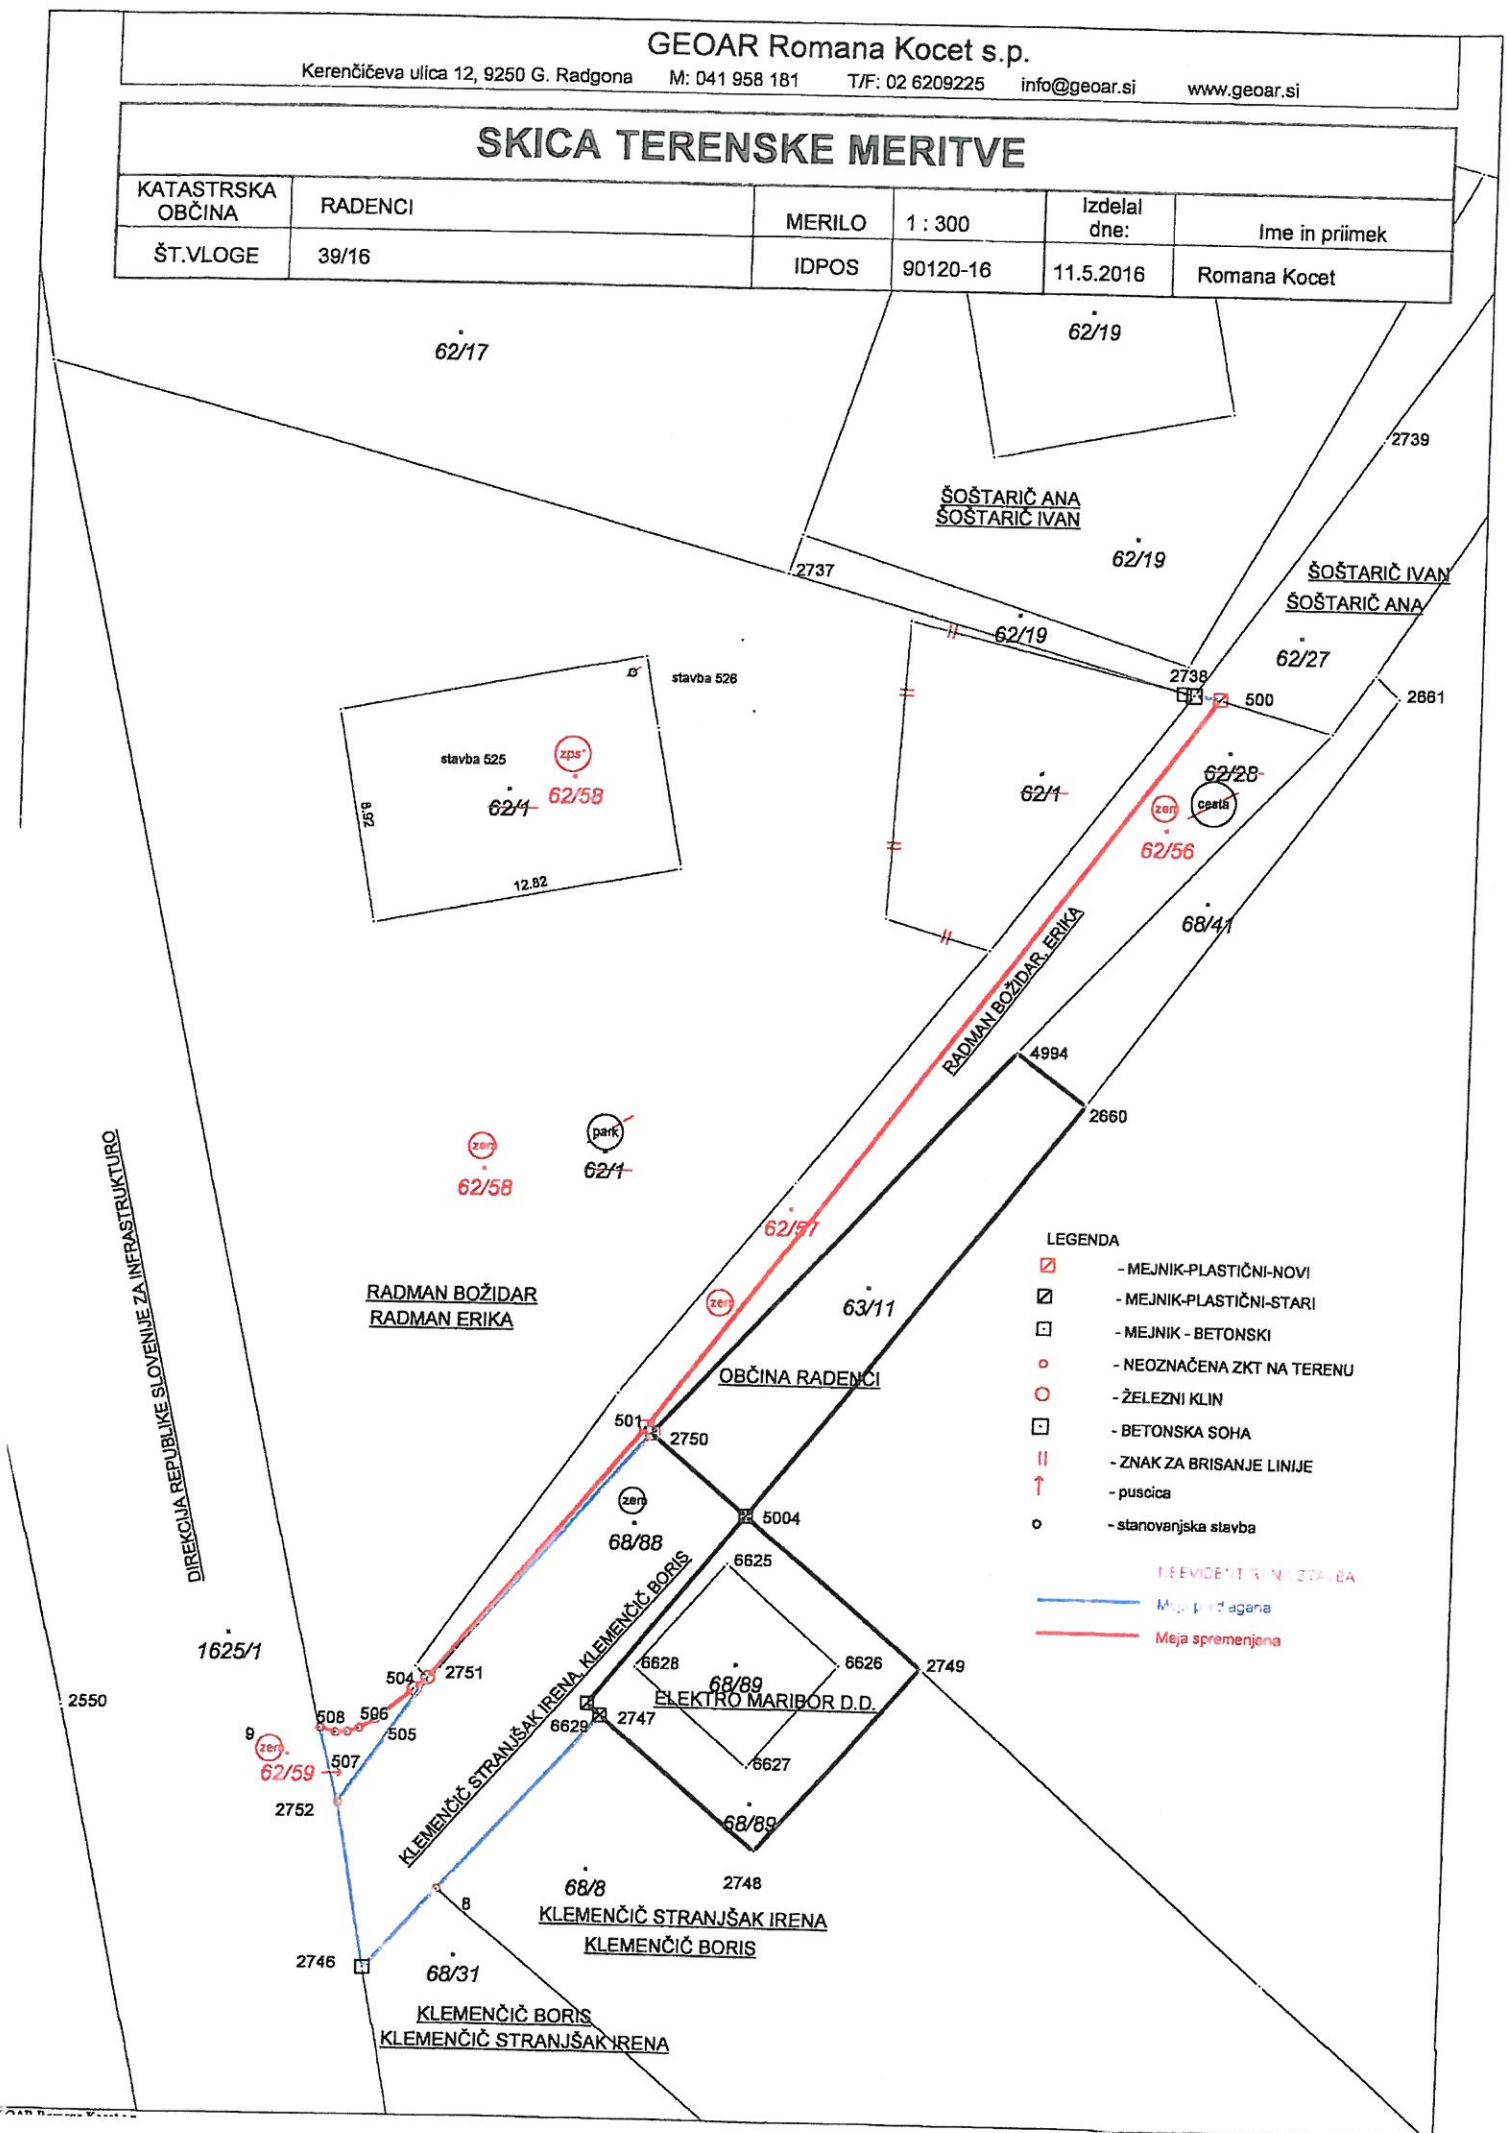 GEOAR Romana Kocet s.p.
Kerenčičeva ulica 12, 9250 G. Radgona M: 041 958 181 T/F: 02 6209225 info@geoar.si www.geoar.si
SKICA TERENSKE MERITVE
KATASTRSKA OBČINA
RADENCI
MERILO
1 : 300
Izdelal dne:
Ime in priimek
ŠT.VLOGE
39/16
IDPOS
90120-16
11.5.2016
Romana Kocet
62/17
62/19
2739
ŠOŠTARIČ ANA
ŠOŠTARIČ IVAN
62/19
2737
ŠOŠTARIČ IVAN
ŠOŠTARIČ ANA
62/19
62/27
2738
500
2661
stavba 526
stavba 525
zps*
62/1
62/58
8.92
12.82
62/1
62/28
zem
cesta
62/56
68/41
RADMAN BOŽIDAR, ERIKA
4994
2660
zem
62/58
park
62/1
DIREKCIJA REPUBLIKE SLOVENIJE ZA INFRASTRUKTURO
62/57
zem
63/11
RADMAN BOŽIDAR
RADMAN ERIKA
OBČINA RADENCI
LEGENDA
- MEJNIK-PLASTIČNI-NOVI
- MEJNIK-PLASTIČNI-STARI
- MEJNIK - BETONSKI
- NEOZNAČENA ZKT NA TERENU
- ŽELEZNI KLIN
- BETONSKA SOHA
- ZNAK ZA BRISANJE LINIJE
- puscica
- stanovanjska stavba
Meja spremenjena
501
2750
zem
68/88
5004
6625
KLEMENČIČ STRANJŠAK IRENA, KLEMENČIČ BORIS
1625/1
504
2751
6628
68/89
6626
2749
ELEKTRO MARIBOR D.D.
2550
508
506
505
6629
2747
9
zem
507
62/59
6627
2752
68/89
68/8
2748
8
KLEMENČIČ STRANJŠAK IRENA
KLEMENČIČ BORIS
2746
68/31
KLEMENČIČ BORIS
KLEMENČIČ STRANJŠAK IRENA